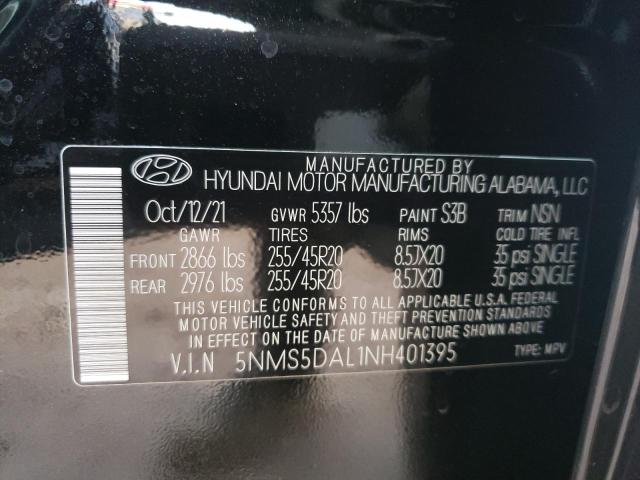 MANUFACTURED BY
HYUNDAI MOTOR MANUFACTURING ALABAMA, LLC
Oct/12/21 GVWR 5357 lbs PAINT S3B TRIM NSN
GAWR TIRES RIMS COLD TIRE INFL
FRONT 2866 lbs 255/45R20 8.5JX20 35 psi SINGLE
REAR 2976 lbs 255/45R20 8.5JX20 35 psi SINGLE
THIS VEHICLE CONFORMS TO ALL APPLICABLE U.S.A. FEDERAL
MOTOR VEHICLE SAFETY AND THEFT PREVENTION STANDARDS
IN EFFECT ON THE DATE OF MANUFACTURE SHOWN ABOVE.
V.I.N 5NMS5DAL1NH401395 TYPE: MPV